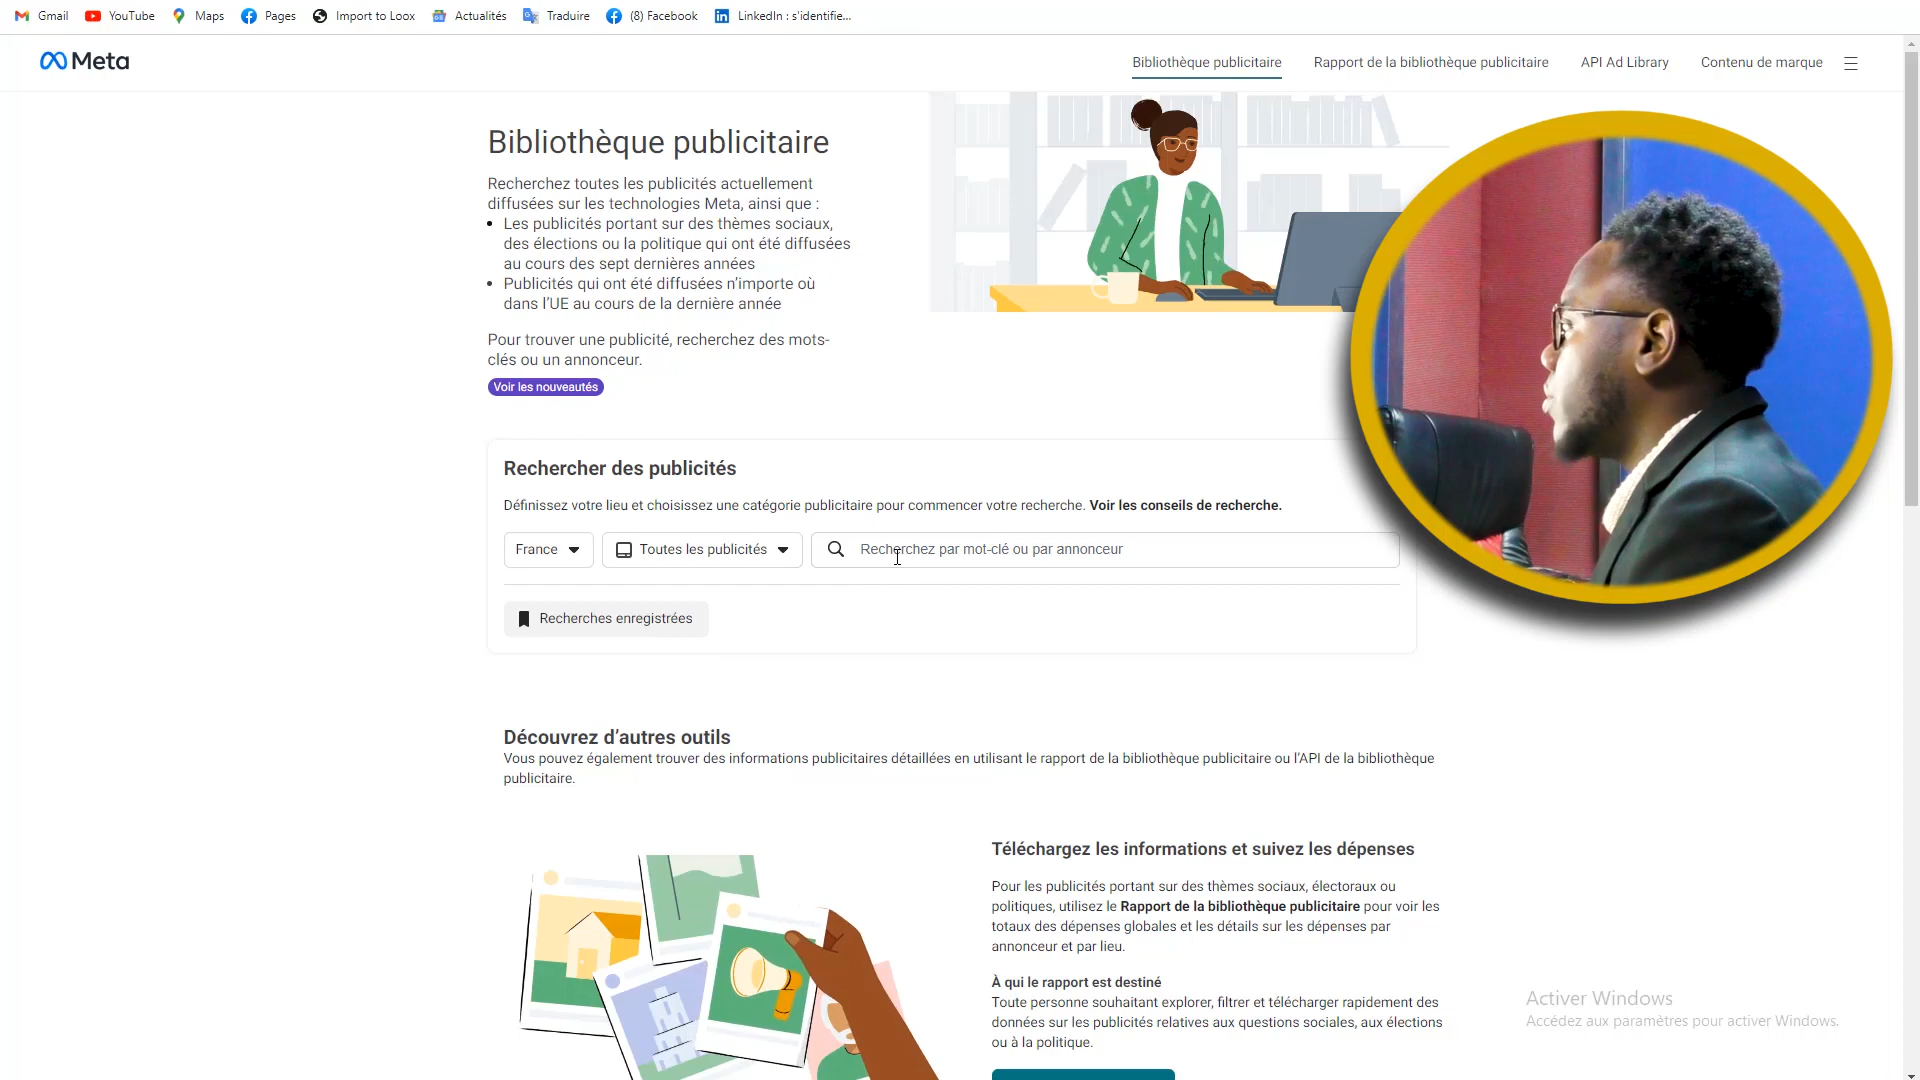 Gmail
YouTube
Maps
Pages
Import to Loox
Actualités
Traduire
(8) Facebook
LinkedIn : s'identifie...
Meta
Bibliothèque publicitaire
Rapport de la bibliothèque publicitaire
API Ad Library
Contenu de marque
Bibliothèque publicitaire
Recherchez toutes les publicités actuellement
diffusées sur les technologies Meta, ainsi que :
Les publicités portant sur des thèmes sociaux,
des élections ou la politique qui ont été diffusées
au cours des sept dernières années
Publicités qui ont été diffusées n'importe où
dans l'UE au cours de la dernière année
Pour trouver une publicité, recherchez des mots-
clés ou un annonceur.
Voir les nouveautés
Rechercher des publicités
Définissez votre lieu et choisissez une catégorie publicitaire pour commencer votre recherche. Voir les conseils de recherche.
France
Toutes les publicités
Recherchez par mot-clé ou par annonceur
Recherches enregistrées
Découvrez d'autres outils
Vous pouvez également trouver des informations publicitaires détaillées en utilisant le rapport de la bibliothèque publicitaire ou l'API de la bibliothèque
publicitaire.
Téléchargez les informations et suivez les dépenses
Pour les publicités portant sur des thèmes sociaux, électoraux ou
politiques, utilisez le Rapport de la bibliothèque publicitaire pour voir les
totaux des dépenses globales et les détails sur les dépenses par
annonceur et par lieu.
À qui le rapport est destiné
Toute personne souhaitant explorer, filtrer et télécharger rapidement des
données sur les publicités relatives aux questions sociales, aux élections
ou à la politique.
Activer Windows
Accédez aux paramètres pour activer Windows.